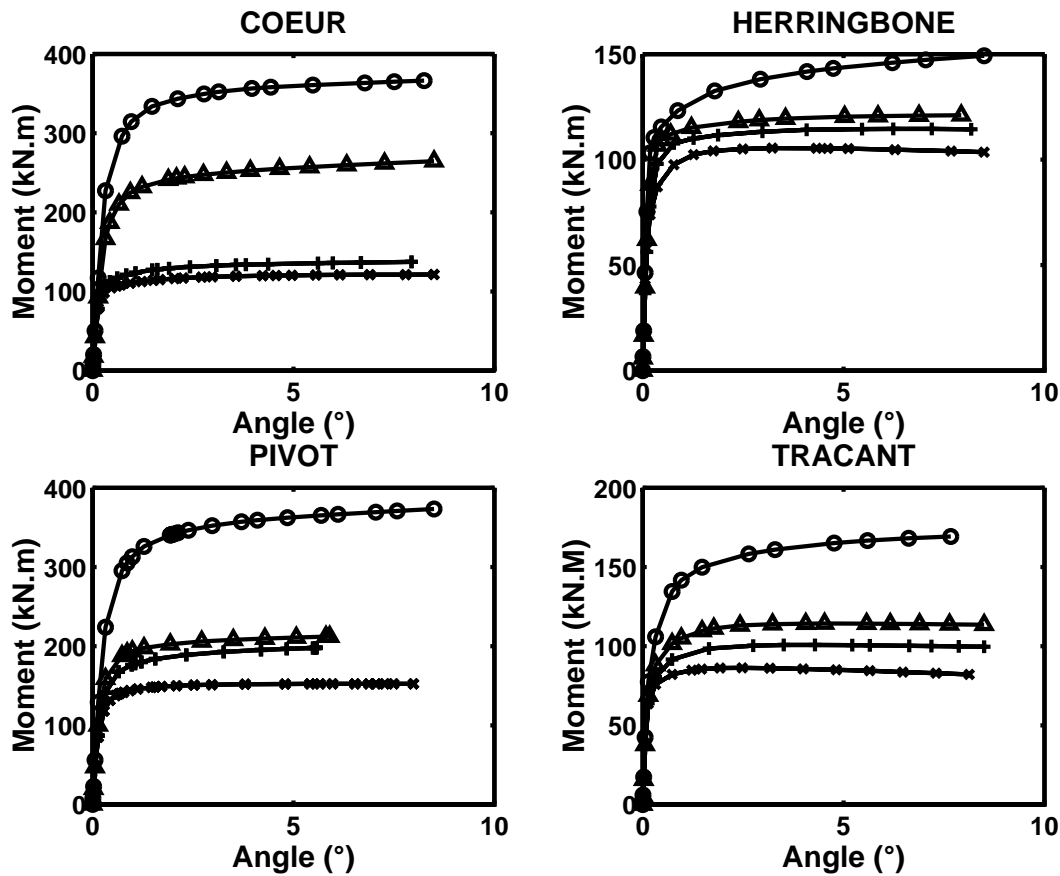 COEUR
400
300
200
100
0
Moment (kN.m)
0 5 10
Angle (°)
HERRINGBONE
150
100
50
0
Moment (kN.m)
0 5 10
Angle (°)
PIVOT
400
300
200
100
0
Moment (kN.m)
0 5 10
Angle (°)
TRACANT
200
150
100
50
0
Moment (kN.M)
0 5 10
Angle (°)